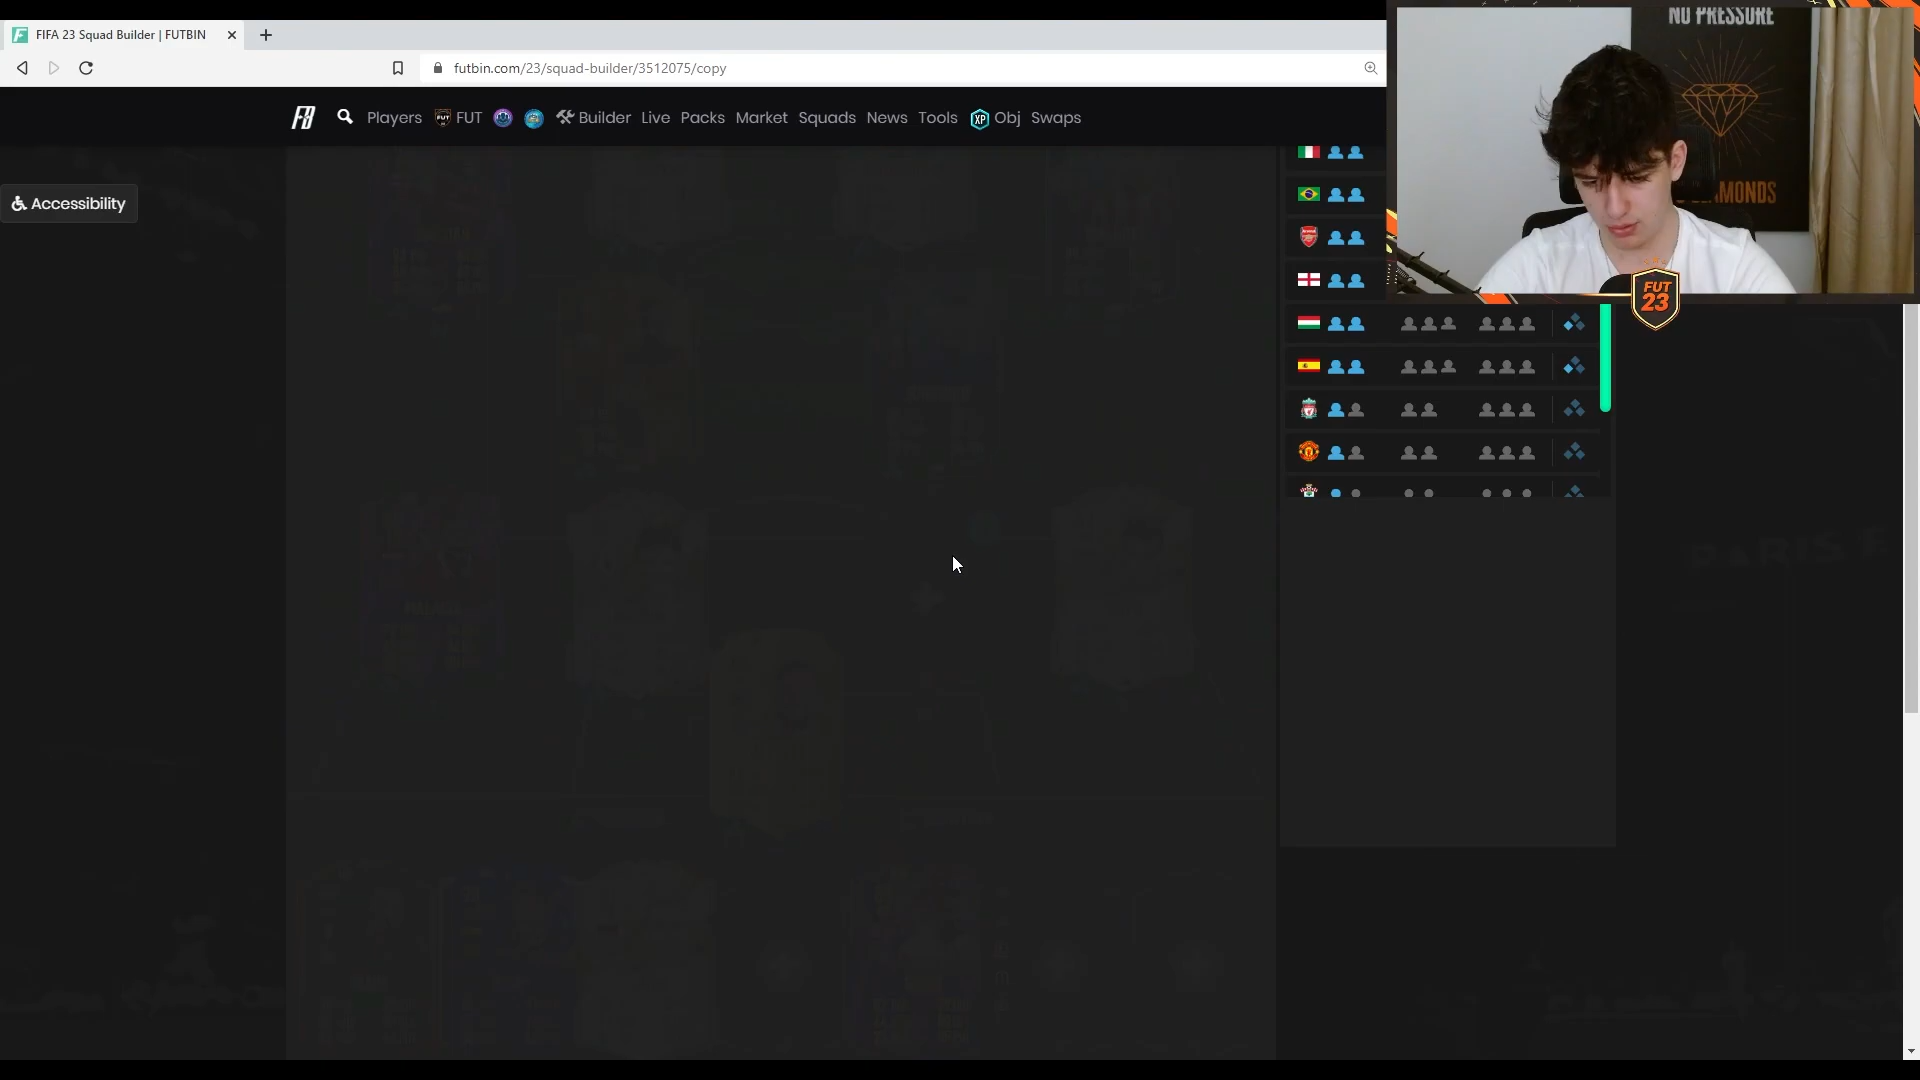 NO PRESSURE
FIFA 23 Squad Builder | FUTBIN
futbin.com/23/squad-builder/3512075/copy
Players FUT Builder Live Packs Market Squads News Tools XP Obj Swaps
Accessibility
FUT
23